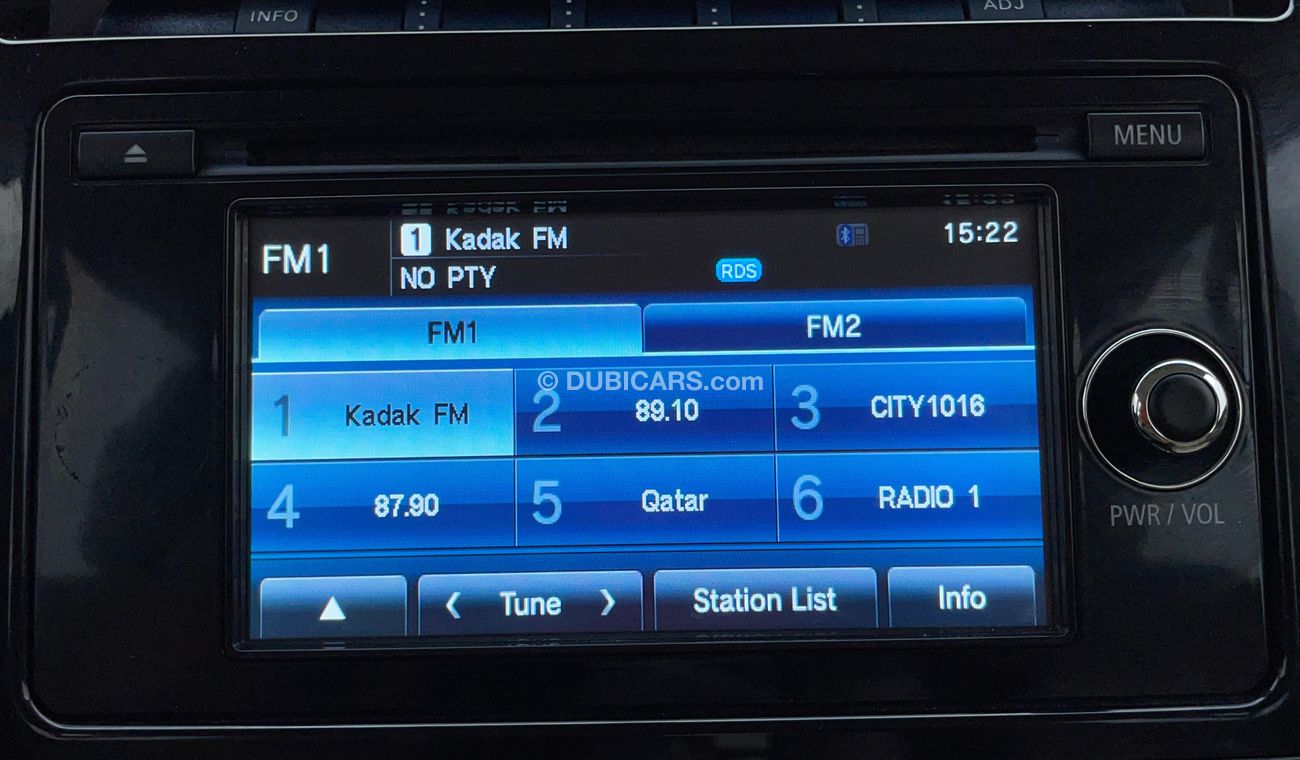 INFO
ADJ
MENU
FM1
1 Kadak FM
15:22
NO PTY
RDS
FM1
FM2
© DUBICARS.com
1 Kadak FM
2 89.10
3 CITY1016
4 87.90
5 Qatar
6 RADIO 1
PWR / VOL
< Tune >
Station List
Info